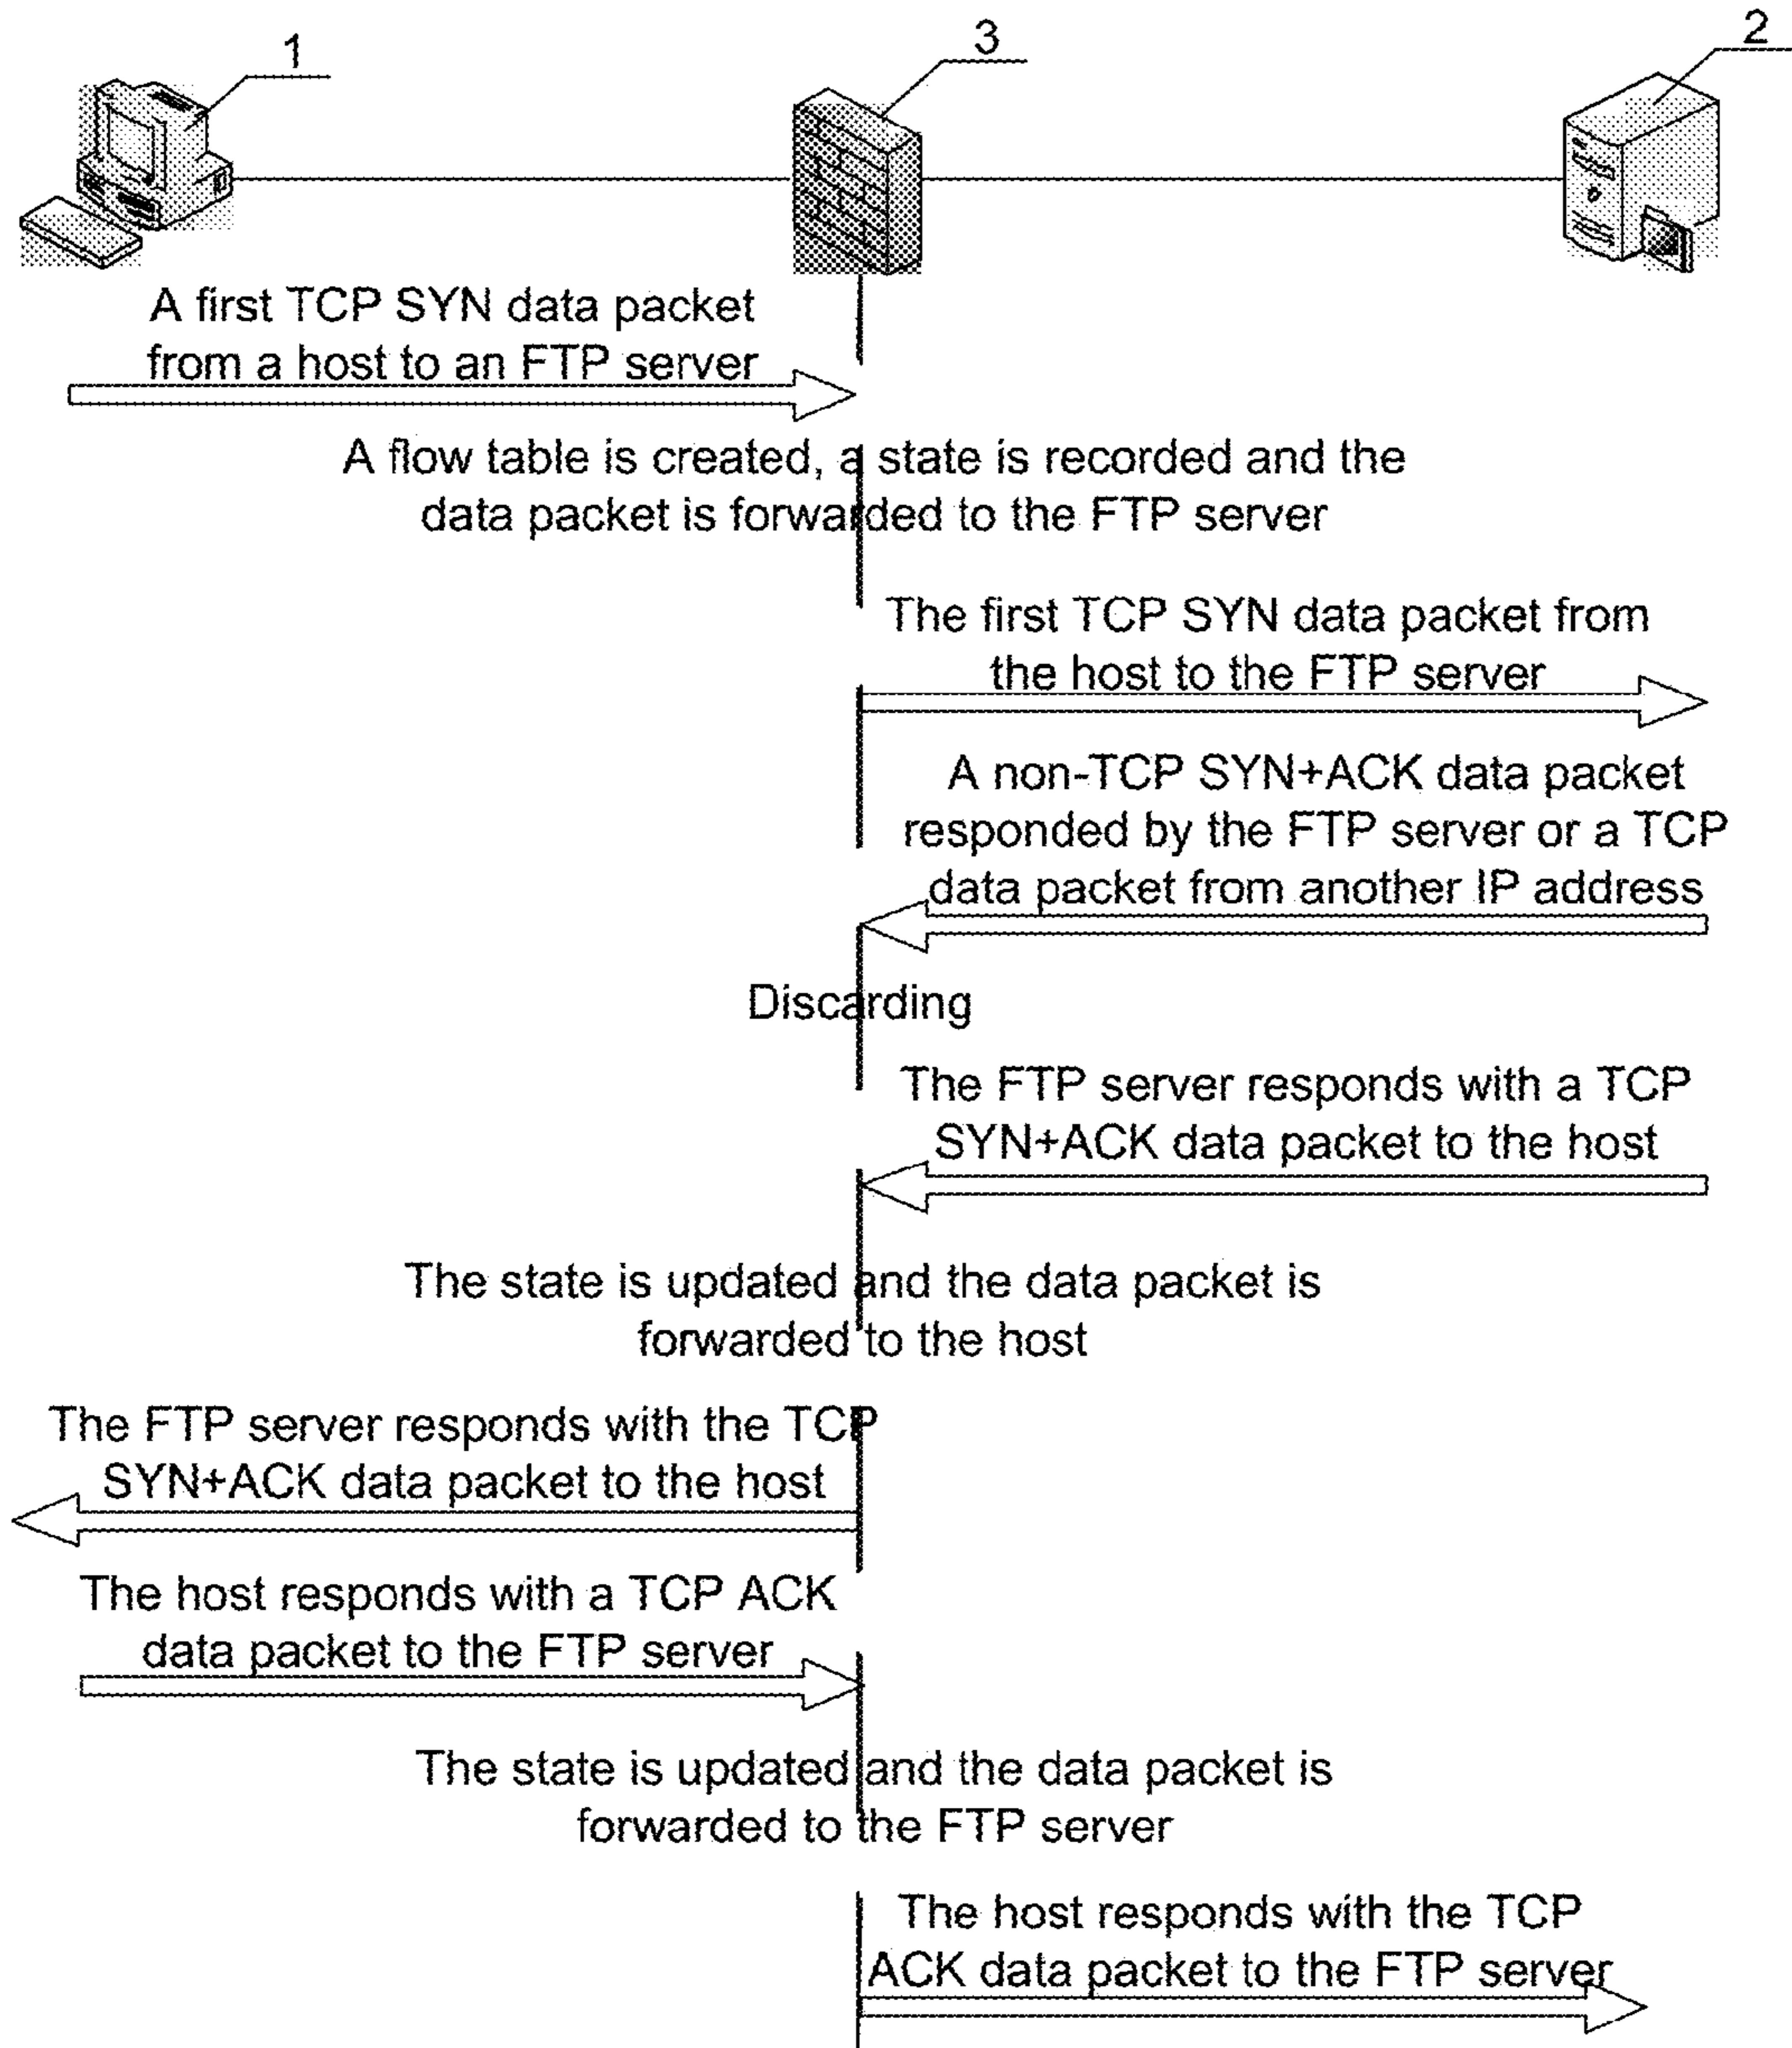 1
3
2
A first TCP SYN data packet
from a host to an FTP server
A flow table is created, a state is recorded and the
data packet is forwarded to the FTP server
The first TCP SYN data packet from
the host to the FTP server
A non-TCP SYN+ACK data packet
responded by the FTP server or a TCP
data packet from another IP address
Discarding
The FTP server responds with a TCP
SYN+ACK data packet to the host
The state is updated and the data packet is
forwarded to the host
The FTP server responds with the TCP
SYN+ACK data packet to the host
The host responds with a TCP ACK
data packet to the FTP server
The state is updated and the data packet is
forwarded to the FTP server
The host responds with the TCP
ACK data packet to the FTP server